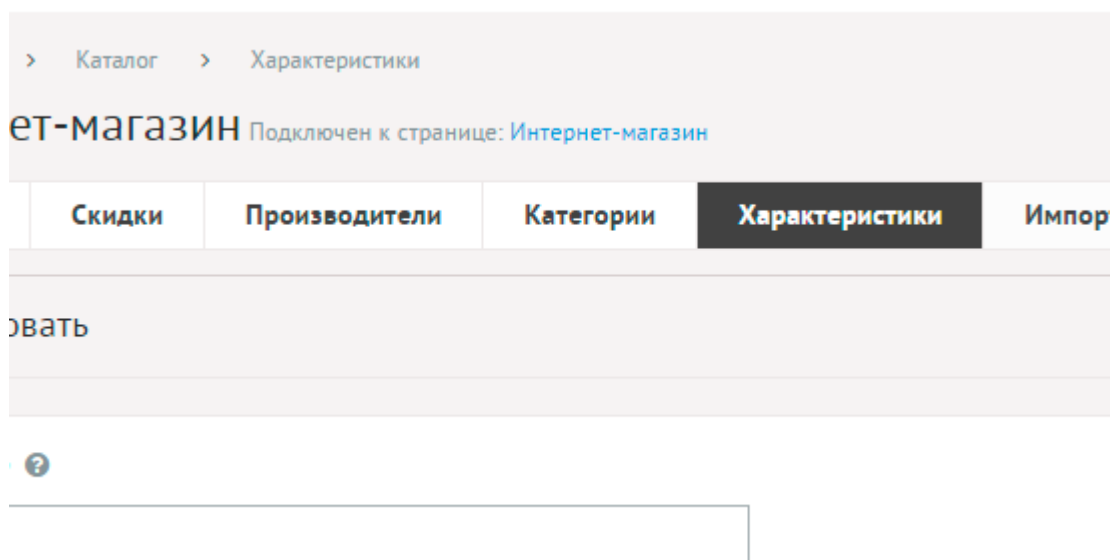 > Каталог > Характеристики
ет-магазин Подключен к странице: Интернет-магазин
Скидки Производители Категории Характеристики Импор
овать
?